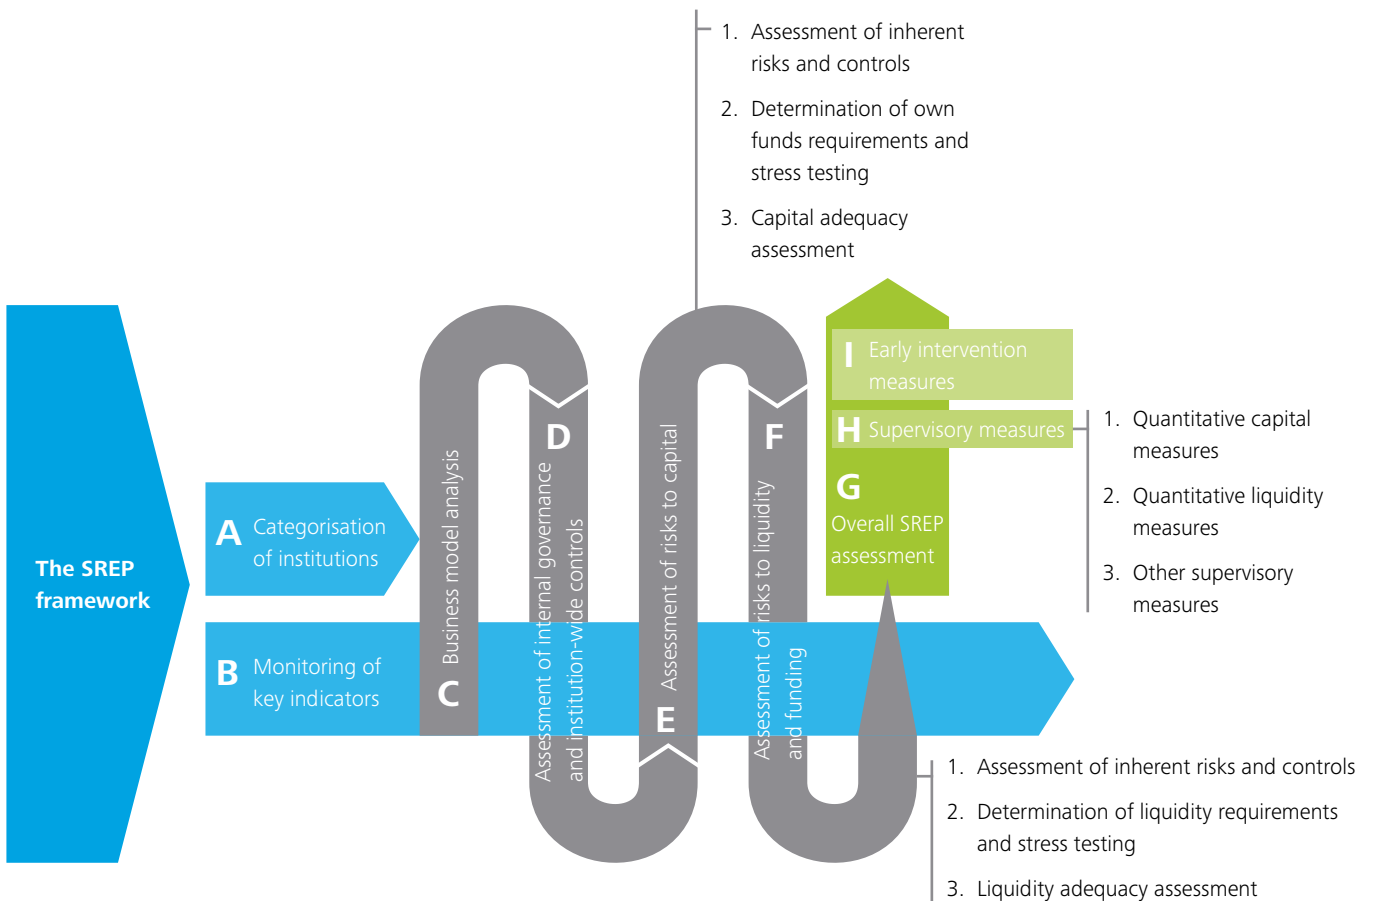 1. Assessment of inherent
risks and controls
2. Determination of own
funds requirements and
stress testing
3. Capital adequacy
assessment
The SREP
framework
A Categorisation
of institutions
B Monitoring of
key indicators
C Business model analysis
D Assessment of internal governance
and institution-wide controls
E Assessment of risks to capital
F Assessment of risks to liquidity
and funding
I Early intervention
measures
H Supervisory measures
G
Overall SREP
assessment
1. Quantitative capital
measures
2. Quantitative liquidity
measures
3. Other supervisory
measures
1. Assessment of inherent risks and controls
2. Determination of liquidity requirements
and stress testing
3. Liquidity adequacy assessment